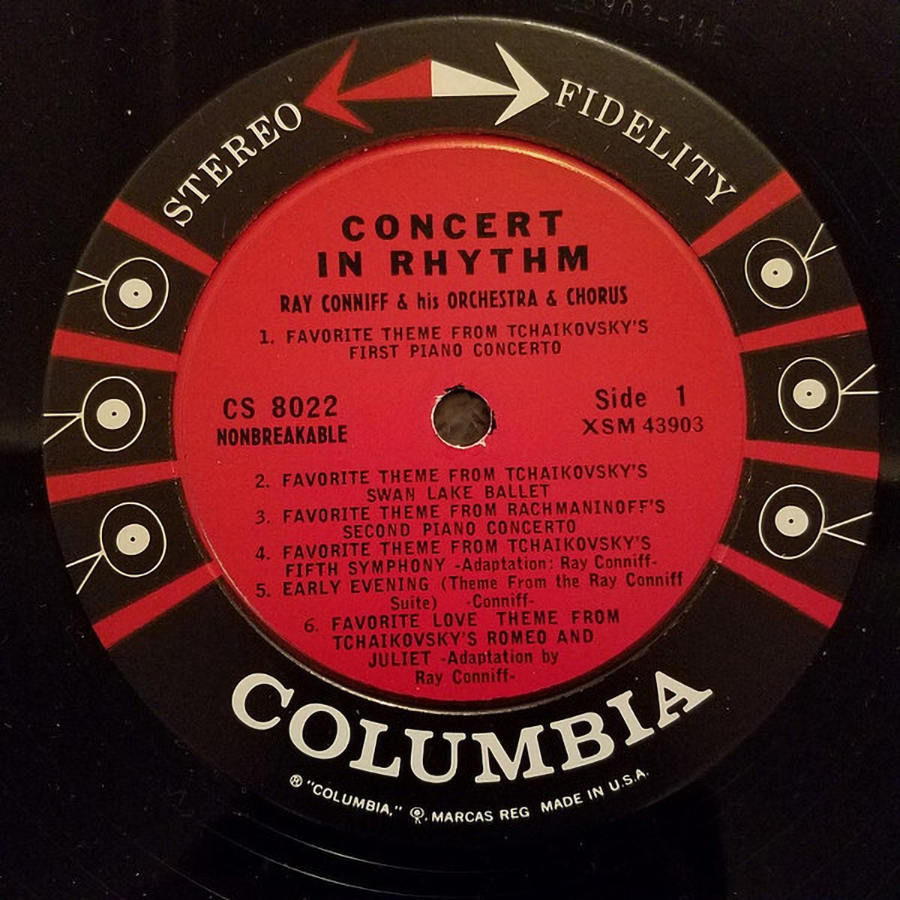 STEREO FIDELITY
CONCERT
IN RHYTHM
RAY CONNIFF & his ORCHESTRA & CHORUS
1. FAVORITE THEME FROM TCHAIKOVSKY'S
FIRST PIANO CONCERTO
CS 8022
NONBREAKABLE
Side 1
XSM 43903
2. FAVORITE THEME FROM TCHAIKOVSKY'S
SWAN LAKE BALLET
3. FAVORITE THEME FROM RACHMANINOFF'S
SECOND PIANO CONCERTO
4. FAVORITE THEME FROM TCHAIKOVSKY'S
FIFTH SYMPHONY -Adaptation: Ray Conniff-
5. EARLY EVENING (Theme From the Ray Conniff
Suite) -Conniff-
6. FAVORITE LOVE THEME FROM
TCHAIKOVSKY'S ROMEO AND
JULIET -Adaptation by
Ray Conniff-
COLUMBIA
® "COLUMBIA," MARCAS REG MADE IN U.S.A.